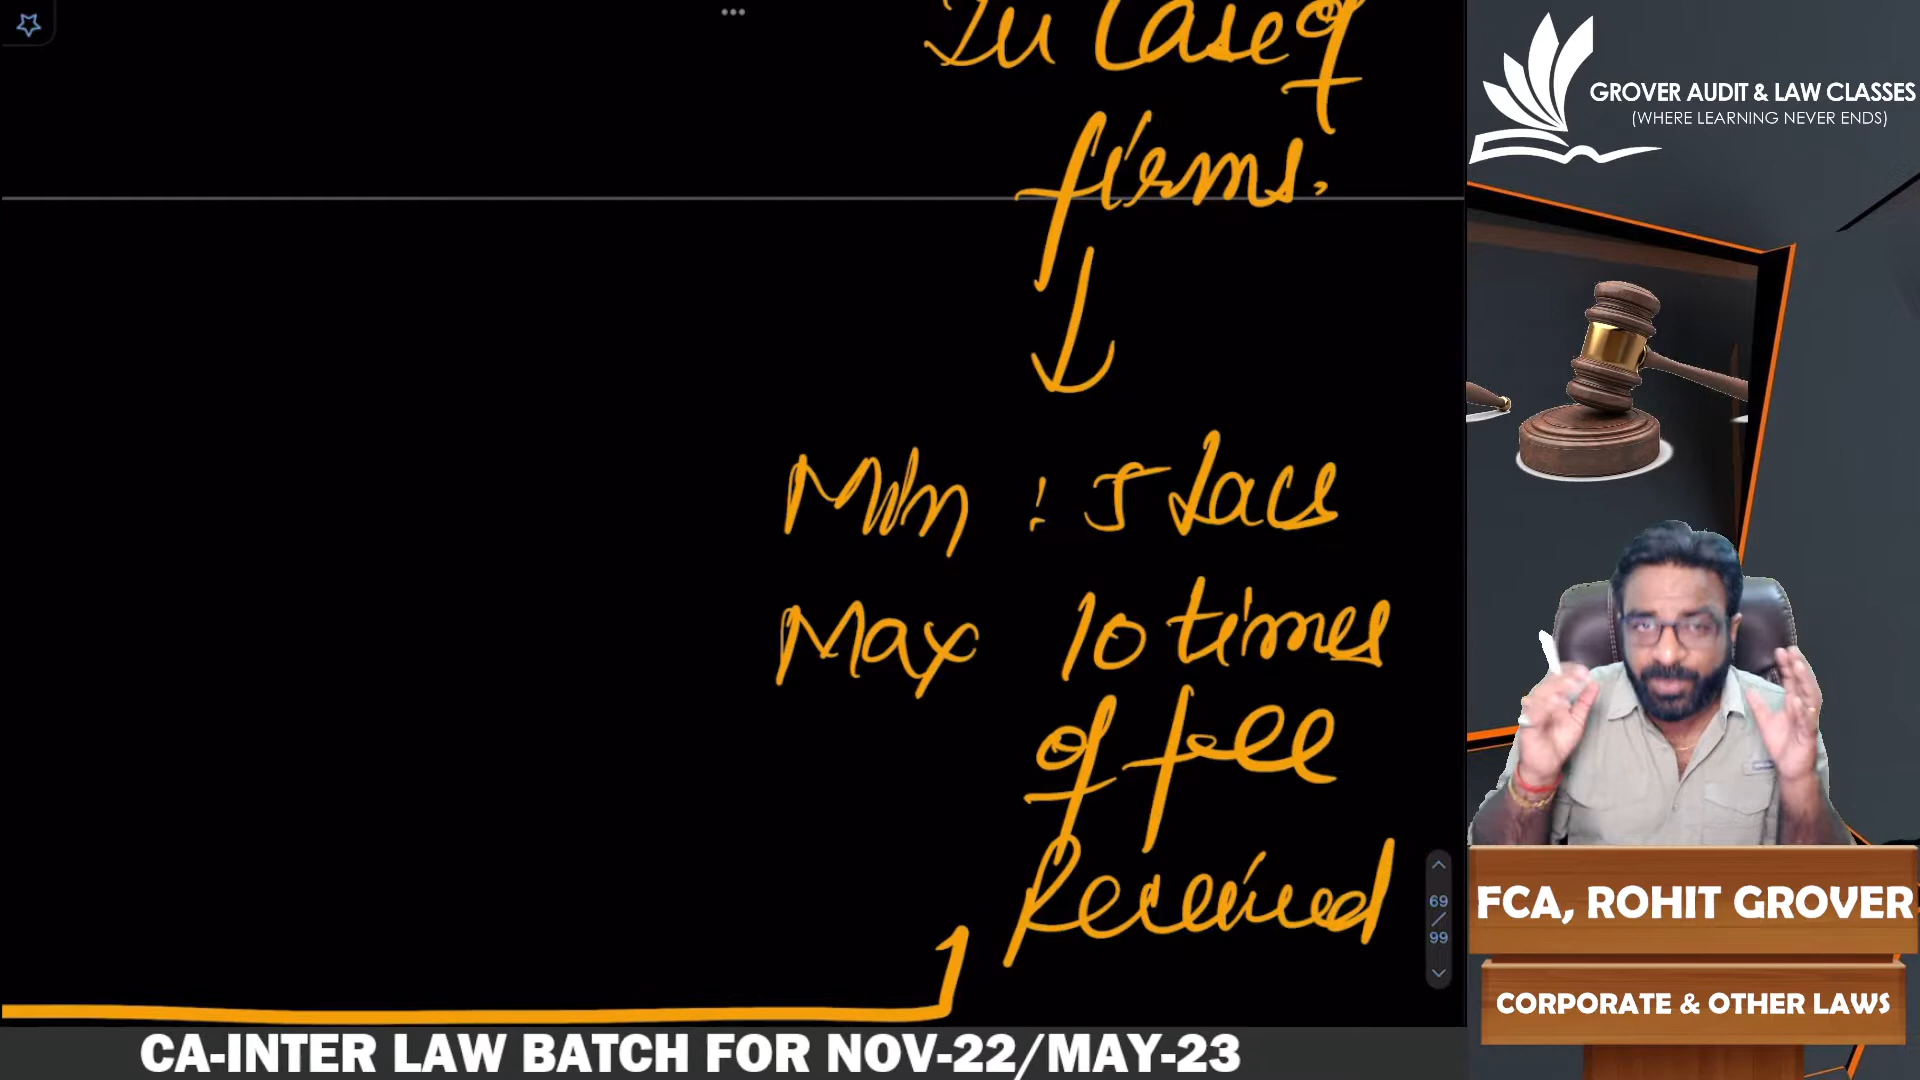 In Case of
firms.
Min : 5 Lacs
Max 10 times
of fee
Received
69
99
GROVER AUDIT & LAW CLASSES
(WHERE LEARNING NEVER ENDS)
FCA, ROHIT GROVER
CORPORATE & OTHER LAWS
CA-INTER LAW BATCH FOR NOV-22/MAY-23